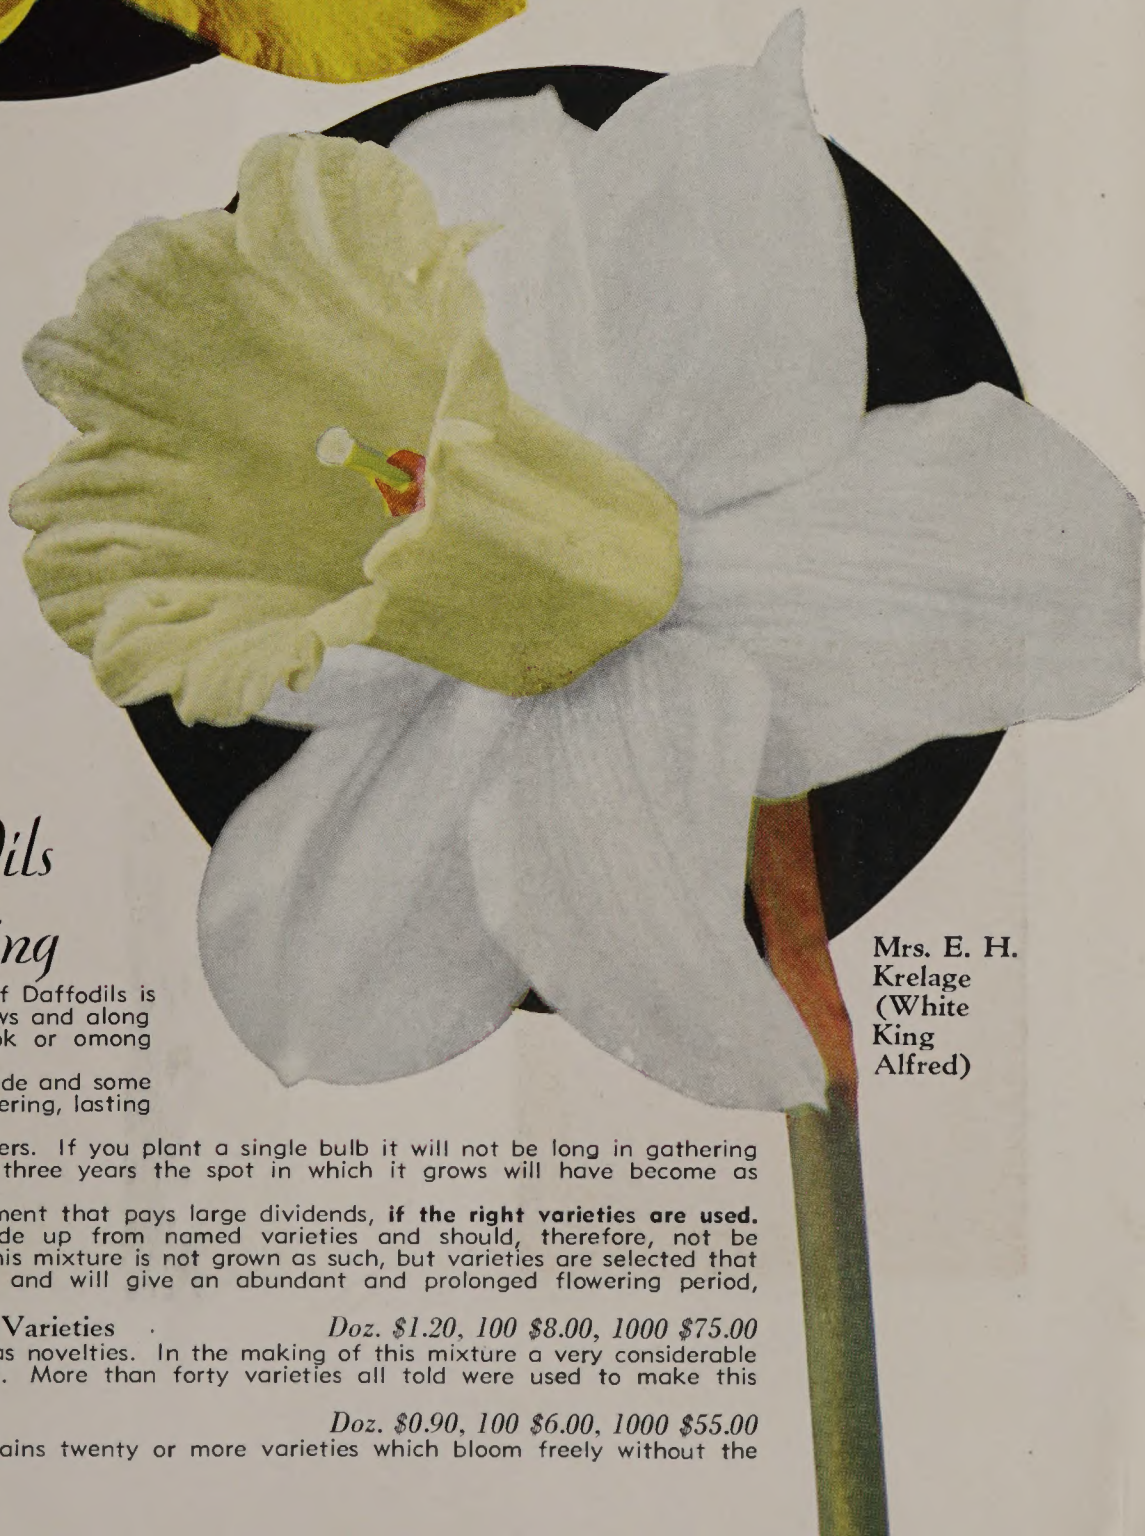 ils
ng
f Daffodils is
ws and along
ok or omong
de and some
ering, lasting
Mrs. E. H.
Krelage
(White
King
Alfred)
ers. If you plant a single bulb it will not be long in gathering
three years the spot in which it grows will have become as
ment that pays large dividends, if the right varieties are used.
de up from named varieties and should, therefore, not be
his mixture is not grown as such, but varieties are selected that
and will give an abundant and prolonged flowering period,
Varieties Doz. $1.20, 100 $8.00, 1000 $75.00
as novelties. In the making of this mixture a very considerable
. More than forty varieties all told were used to make this
Doz. $0.90, 100 $6.00, 1000 $55.00
ains twenty or more varieties which bloom freely without the